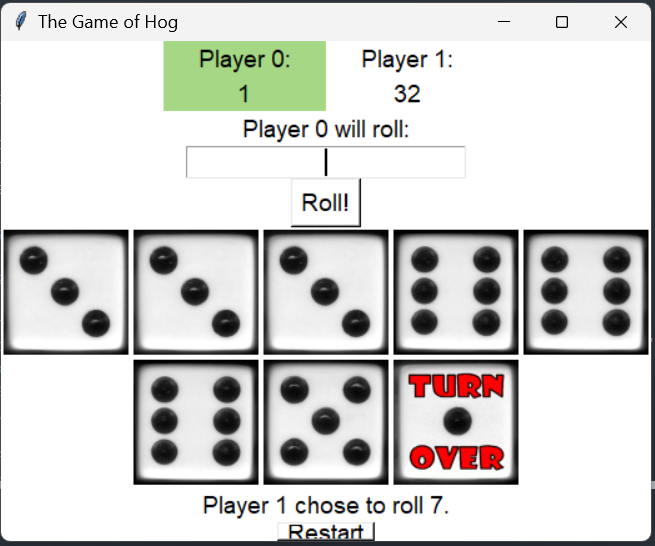 The Game of Hog
Player 0: Player 1:
1 32
Player 0 will roll:
Roll!
TURN
OVER
Player 1 chose to roll 7.
Restart